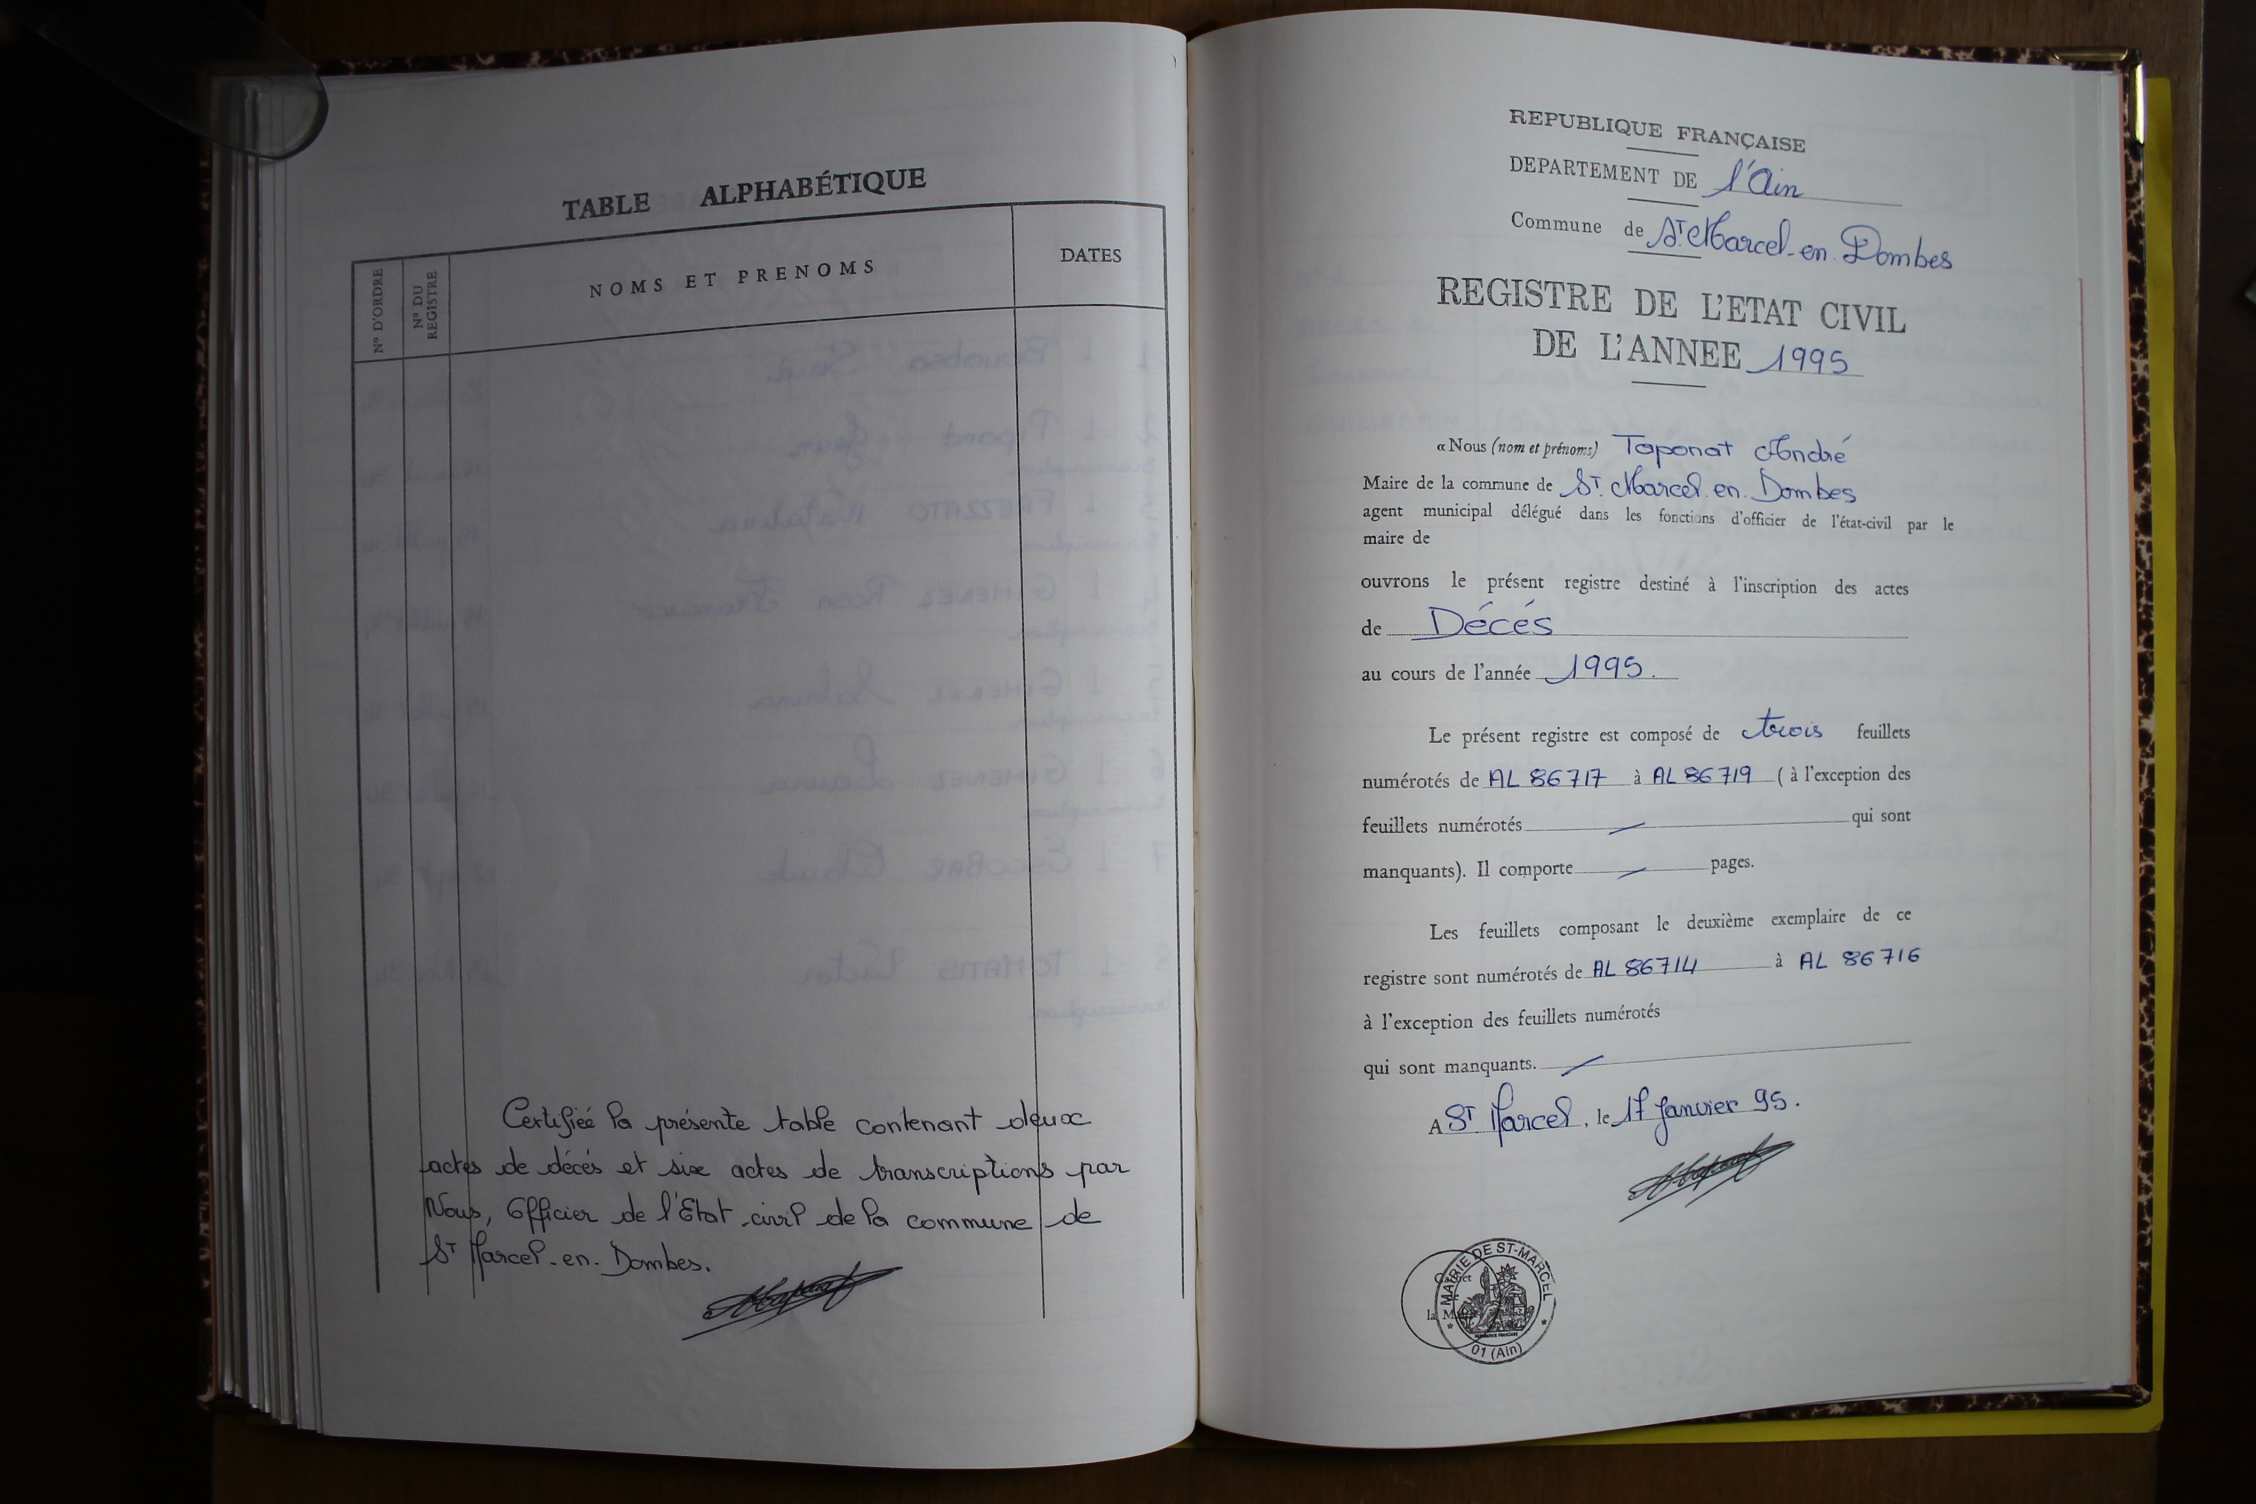 TABLE ALPHABÉTIQUE
N° D'ORDRE
N° DU REGISTRE
NOMS ET PRENOMS
DATES
Certifiée la présente table contenant deux
actes de décés et six actes de transcriptions par
Nous, Officier de l'Etat-civil de la commune de
ST Marcel-en-Dombes.
REPUBLIQUE FRANÇAISE
DEPARTEMENT DE l'Ain
Commune de ST Marcel-en-Dombes
REGISTRE DE L'ETAT CIVIL
DE L'ANNEE 1995
« Nous (nom et prénoms) Toponat André
Maire de la commune de ST. Marcel.en.Dombes
agent municipal délégué dans les fonctions d'officier de l'état-civil par le
maire de
ouvrons le présent registre destiné à l'inscription des actes
de Décés
au cours de l'année 1995.
Le présent registre est composé de trois feuillets
numérotés de AL 86717 à AL 86719 ( à l'exception des
feuillets numérotés qui sont
manquants). Il comporte pages.
Les feuillets composant le deuxième exemplaire de ce
registre sont numérotés de AL 86714 à AL 86716
à l'exception des feuillets numérotés
qui sont manquants.
A ST Marcel, le 17 janvier 95.
MAIRIE DE ST-MARCEL
01 (Ain)